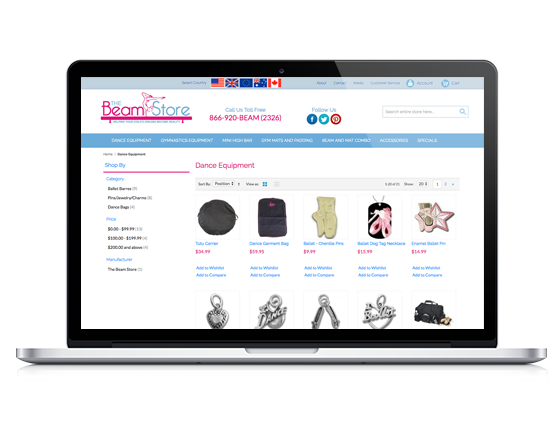 Select Country
About Contact Home Customer Service Account Cart
THE
Beam Store
Call Us Toll Free
866-920-BEAM (2326)
Follow Us
Search entire store here...
DANCE EQUIPMENT GYMNASTICS EQUIPMENT MINI HIGH BAR GYM MATS AND PADDING BEAM AND MAT COMBO ACCESSORIES SPECIALS
Home Dance Equipment
Shop By
Category
Ballet Barres (9)
Pins/Jewelry/Charms (8)
Dance Bags (4)
Price
$0.00 - $99.99 (13)
$100.00 - $199.99 (4)
$200.00 and above (4)
Manufacturer
The Beam Store (1)
Dance Equipment
Sort By Position View as: 1-20 of 21 Show 20 1 2
Tutu Carrier Dance Garment Bag Ballet - Chenille Pins Ballet Dog Tag Necklace Enamel Ballet Pin
$34.99 $59.95 $9.99 $15.99 $14.99
Add to Wishlist Add to Wishlist Add to Wishlist Add to Wishlist Add to Wishlist
Add to Compare Add to Compare Add to Compare Add to Compare Add to Compare